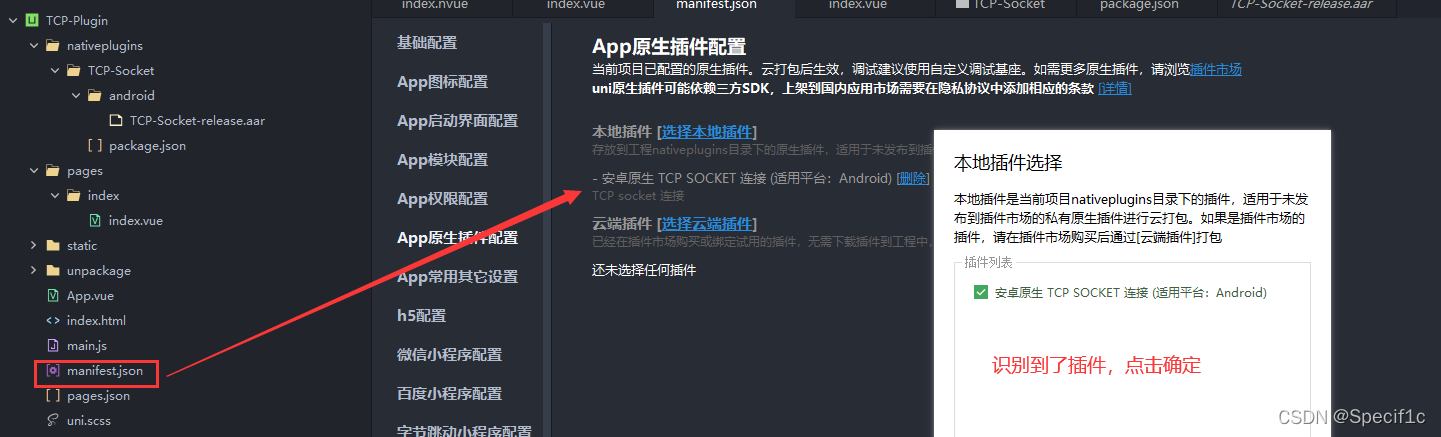 index.nvue
index.vue
manifest.json
index.vue
TCP-Socket
package.json
TCP-Socket-release.aar
TCP-Plugin
nativeplugins
TCP-Socket
android
TCP-Socket-release.aar
package.json
pages
index
index.vue
static
unpackage
App.vue
index.html
main.js
manifest.json
pages.json
uni.scss
基础配置
App图标配置
App启动界面配置
App模块配置
App权限配置
App原生插件配置
App常用其它设置
h5配置
微信小程序配置
百度小程序配置
字节跳动小程序配置
App原生插件配置
当前项目已配置的原生插件。云打包后生效，调试建议使用自定义调试基座。如需更多原生插件，请浏览插件市场
uni原生插件可能依赖三方SDK，上架到国内应用市场需要在隐私协议中添加相应的条款 [详情]
本地插件 [选择本地插件]
存放到工程nativeplugins目录下的原生插件，适用于未发布到插
- 安卓原生 TCP SOCKET 连接 (适用平台：Android) [删除]
TCP socket 连接
云端插件 [选择云端插件]
已经在插件市场购买或绑定试用的插件，无需下载插件到工程中，
还未选择任何插件
本地插件选择
本地插件是当前项目nativeplugins目录下的插件，适用于未发
布到插件市场的私有原生插件进行云打包。如果是插件市场的
插件，请在插件市场购买后通过[云端插件]打包
插件列表
安卓原生 TCP SOCKET 连接 (适用平台：Android)
识别到了插件，点击确定
CSDN @Specif1c